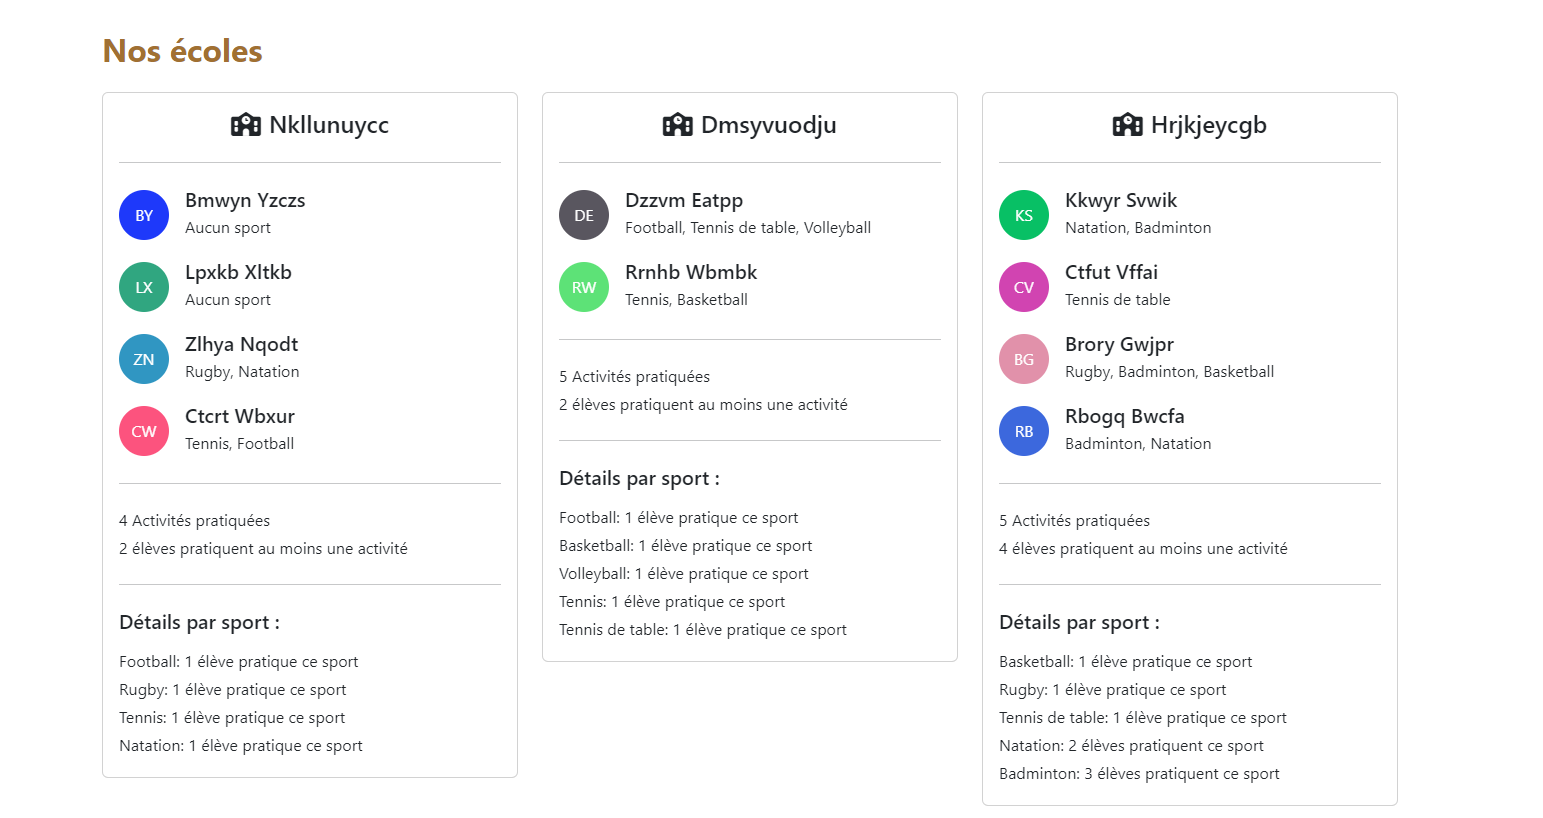 Nos écoles
Nkllunuycc
BY
Bmwyn Yzczs
Aucun sport
LX
Lpxkb Xltkb
Aucun sport
ZN
Zlhya Nqodt
Rugby, Natation
CW
Ctcrt Wbxur
Tennis, Football
4 Activités pratiquées
2 élèves pratiquent au moins une activité
Détails par sport :
Football: 1 élève pratique ce sport
Rugby: 1 élève pratique ce sport
Tennis: 1 élève pratique ce sport
Natation: 1 élève pratique ce sport
Dmsyvuodju
DE
Dzzvm Eatpp
Football, Tennis de table, Volleyball
RW
Rrnhb Wbmbk
Tennis, Basketball
5 Activités pratiquées
2 élèves pratiquent au moins une activité
Détails par sport :
Football: 1 élève pratique ce sport
Basketball: 1 élève pratique ce sport
Volleyball: 1 élève pratique ce sport
Tennis: 1 élève pratique ce sport
Tennis de table: 1 élève pratique ce sport
Hrjkjeycgb
KS
Kkwyr Svwik
Natation, Badminton
CV
Ctfut Vffai
Tennis de table
BG
Brory Gwjpr
Rugby, Badminton, Basketball
RB
Rbogq Bwcfa
Badminton, Natation
5 Activités pratiquées
4 élèves pratiquent au moins une activité
Détails par sport :
Basketball: 1 élève pratique ce sport
Rugby: 1 élève pratique ce sport
Tennis de table: 1 élève pratique ce sport
Natation: 2 élèves pratiquent ce sport
Badminton: 3 élèves pratiquent ce sport